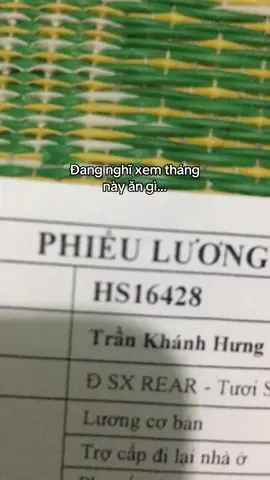 Đang nghĩ xem tháng
này ăn gì...
PHIẾU LƯƠNG
HS16428
Trần Khánh Hưng
Đ SX REAR - Tươi S
Lương cơ bản
Trợ cấp đi lại nhà ở